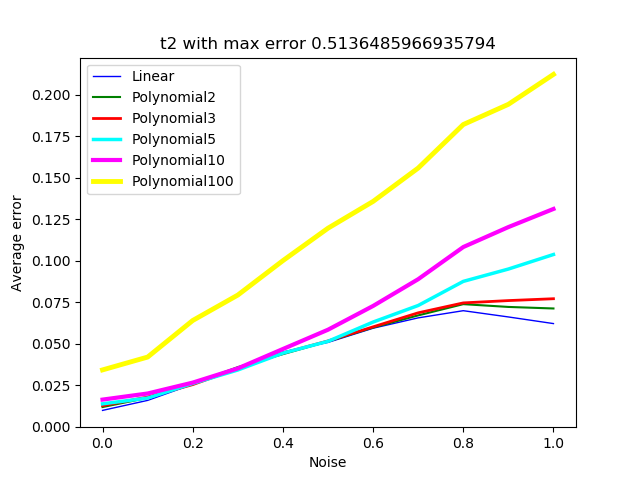 t2 with max error 0.5136485966935794
Linear
Polynomial2
Polynomial3
Polynomial5
Polynomial10
Polynomial100
Average error
0.200
0.175
0.150
0.125
0.100
0.075
0.050
0.025
0.000
0.0 0.2 0.4 0.6 0.8 1.0
Noise